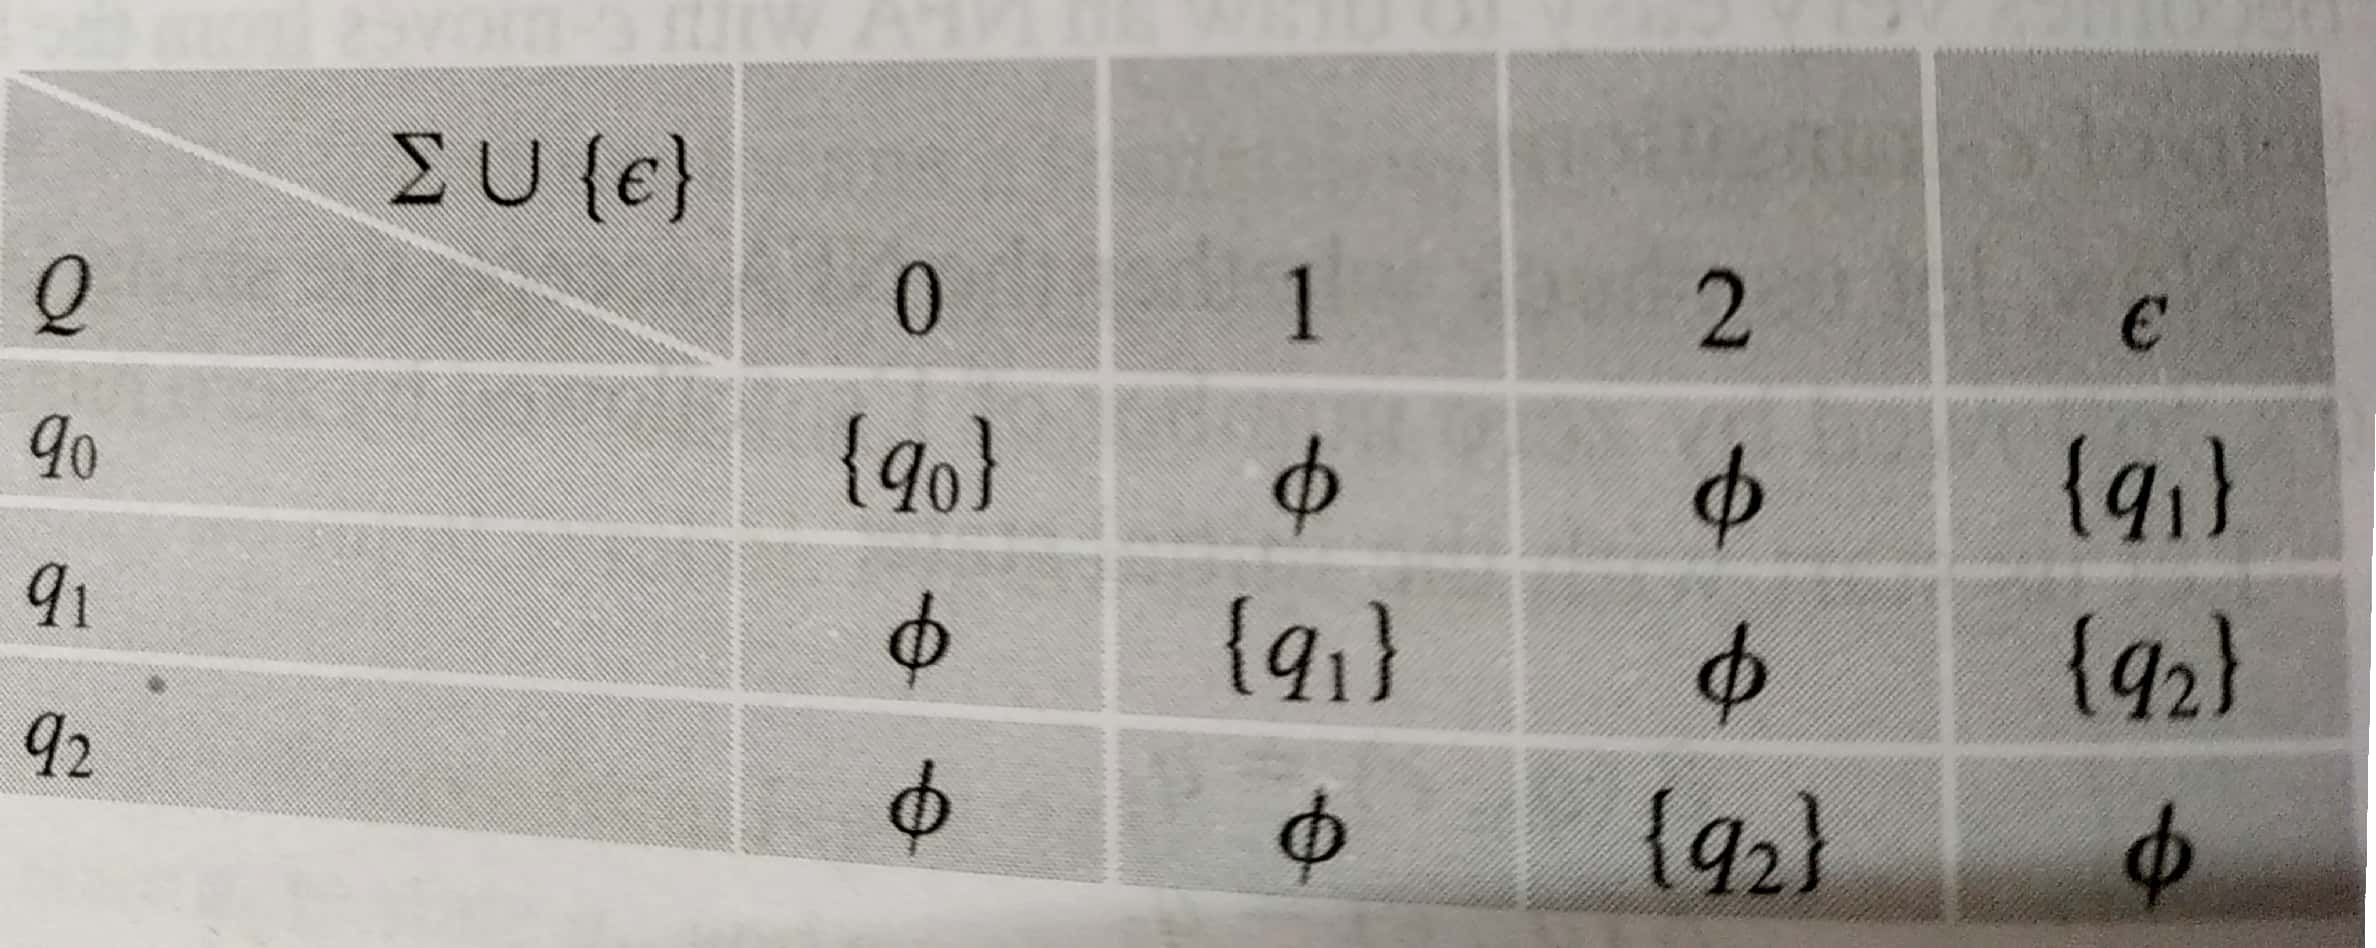 Σ ∪ {ϵ}
Q 0 1 2 ϵ
q₀ {q₀} ϕ ϕ {q₁}
q₁ ϕ {q₁} ϕ {q₂}
q₂ ϕ ϕ {q₂} ϕ